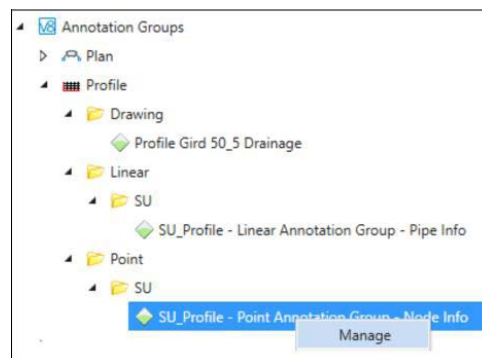 Annotation Groups
Plan
Profile
Drawing
Profile Gird 50_5 Drainage
Linear
SU
SU_Profile - Linear Annotation Group - Pipe Info
Point
SU
SU_Profile - Point Annotation Group - Node Info
Manage